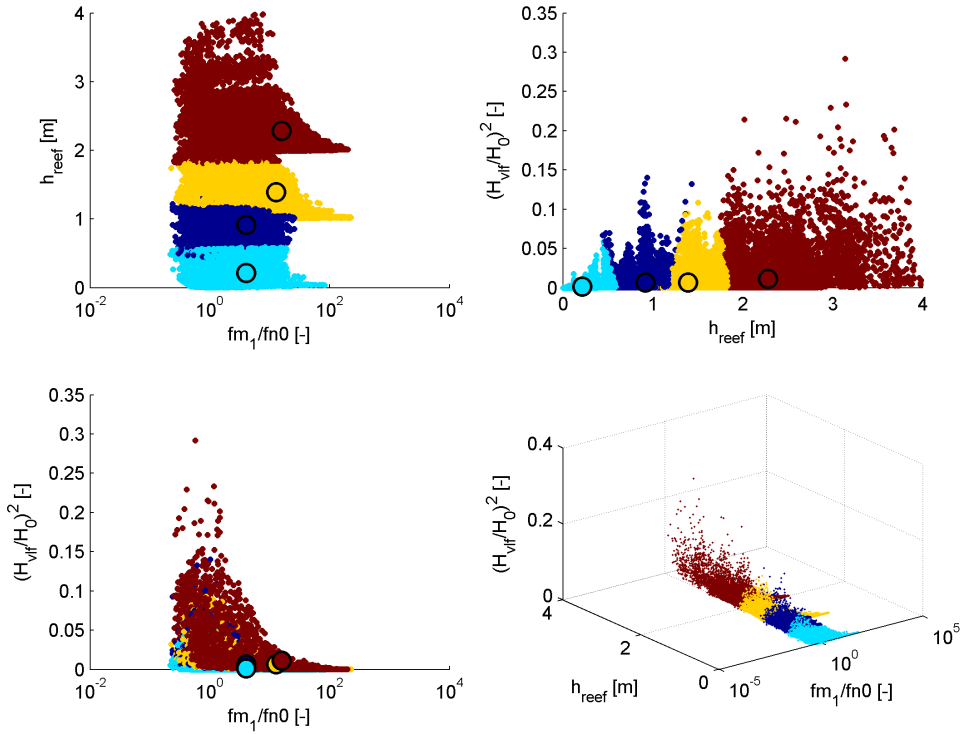 4
3
2
1
0
h_reef [m]
10^-2 10^0 10^2 10^4
fm_1/fn0 [-]
0.35
0.3
0.25
0.2
0.15
0.1
0.05
0
(H_vlf/H_0)^2 [-]
0 1 2 3 4
h_reef [m]
0.35
0.3
0.25
0.2
0.15
0.1
0.05
0
(H_vlf/H_0)^2 [-]
10^-2 10^0 10^2 10^4
fm_1/fn0 [-]
0.4
0.2
0
(H_vlf/H_0)^2 [-]
4
2
0
h_reef [m]
10^-5
10^0
10^5
fm_1/fn0 [-]